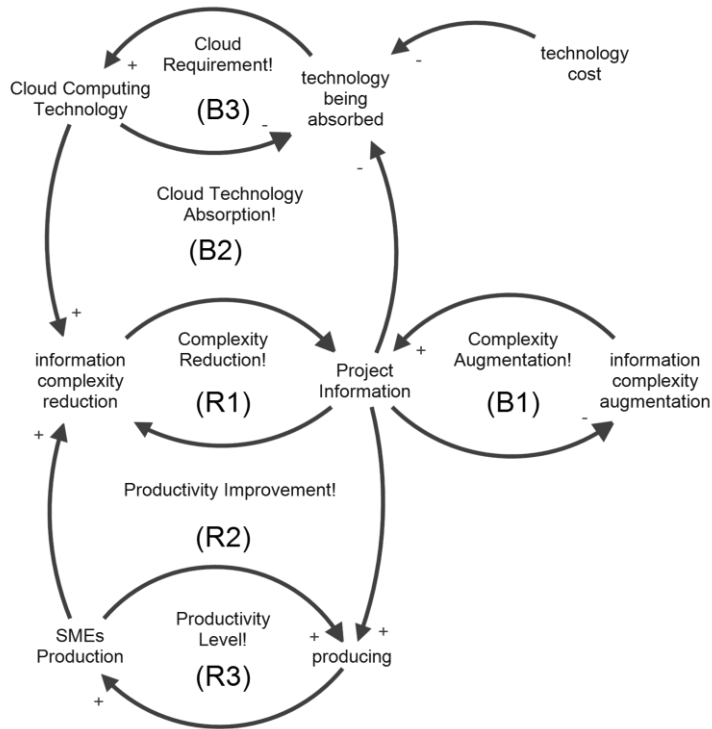 Cloud
Requirement!
(B3)
+
-
Cloud Computing
Technology
technology
being
absorbed
-
technology
cost
-
Cloud Technology
Absorption!
(B2)
+
information
complexity
reduction
+
Complexity
Reduction!
(R1)
Project
Information
+
Complexity
Augmentation!
(B1)
-
information
complexity
augmentation
Productivity Improvement!
(R2)
SMEs
Production
+
Productivity
Level!
(R3)
+
+
producing